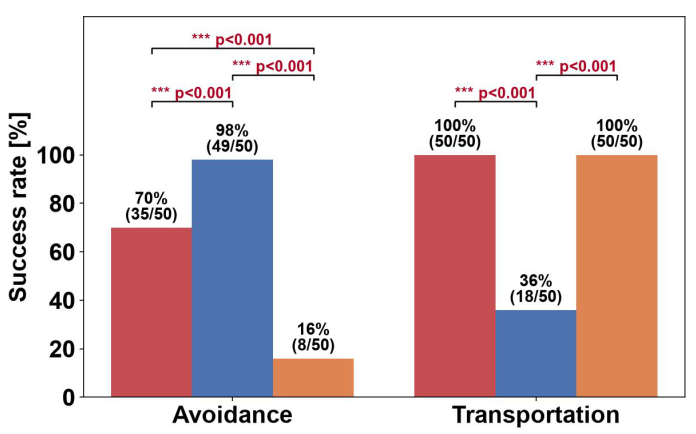 *** p<0.001
*** p<0.001
*** p<0.001
*** p<0.001
*** p<0.001
98%
(49/50)
100%
(50/50)
100%
(50/50)
70%
(35/50)
36%
(18/50)
16%
(8/50)
Success rate [%]
100
80
60
40
20
0
Avoidance
Transportation